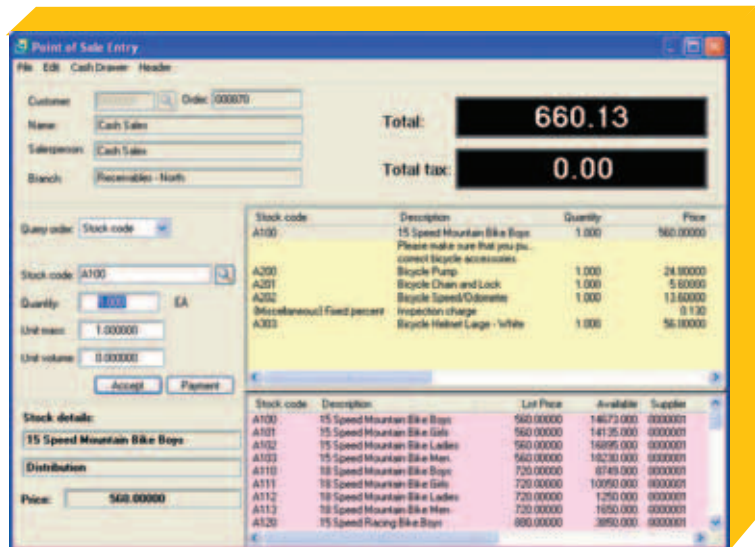 Point of Sale Entry
File Edit Cash Drawer Header
Customer: Order: 000070
Name: Cash Sales
Salesperson: Cash Sales
Branch: Receivables - North
Total: 660.13
Total tax: 0.00
Query order: Stock code
Stock code: A100
Quantity: 1.000 EA
Unit mass: 1.000000
Unit volume: 0.000000
Accept Payment
Stock details:
15 Speed Mountain Bike Boys
Distribution
Price: 560.00000
Stock code Description Quantity Price
A100 15 Speed Mountain Bike Boys 1.000 560.00000
Please make sure that you pu...
correct bicycle accessories
A200 Bicycle Pump 1.000 24.80000
A201 Bicycle Chain and Lock 1.000 5.60000
A202 Bicycle Speed/Odometer 1.000 13.60000
(Miscellaneous) Fixed percent Inspection charge 0.130
A303 Bicycle Helmet Large - White 1.000 56.00000
Stock code Description List Price Available Supplier
A100 15 Speed Mountain Bike Boys 560.00000 14673.000 0000001
A101 15 Speed Mountain Bike Girls 560.00000 14135.000 0000001
A102 15 Speed Mountain Bike Ladies 560.00000 16895.000 0000001
A103 15 Speed Mountain Bike Men 560.00000 18230.000 0000001
A110 18 Speed Mountain Bike Boys 720.00000 8749.000 0000001
A111 18 Speed Mountain Bike Girls 720.00000 10050.000 0000001
A112 18 Speed Mountain Bike Ladies 720.00000 1250.000 0000001
A113 18 Speed Mountain Bike Men 720.00000 1650.000 0000001
A120 15 Speed Racing Bike Boys 880.00000 3850.000 0000001